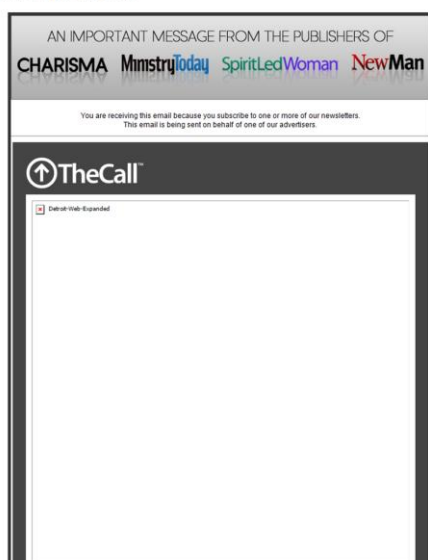 AN IMPORTANT MESSAGE FROM THE PUBLISHERS OF
CHARISMA MinistryToday SpiritLedWoman NewMan
You are receiving this email because you subscribe to one or more of our newsletters.
This email is being sent on behalf of one of our advertisers.
TheCall™
Detroit-Web-Expanded